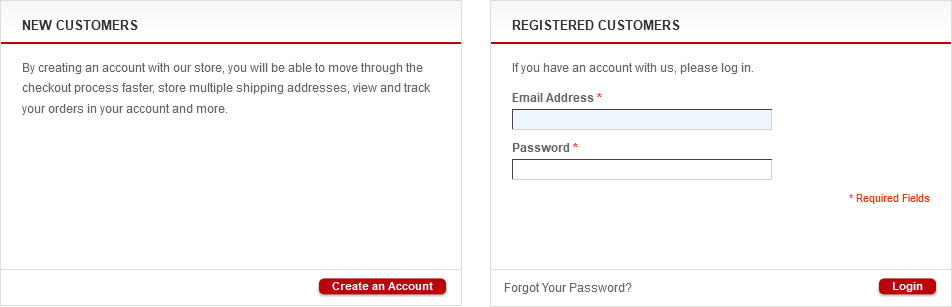 NEW CUSTOMERS
By creating an account with our store, you will be able to move through the
checkout process faster, store multiple shipping addresses, view and track
your orders in your account and more.
Create an Account
REGISTERED CUSTOMERS
If you have an account with us, please log in.
Email Address *
Password *
* Required Fields
Forgot Your Password?
Login